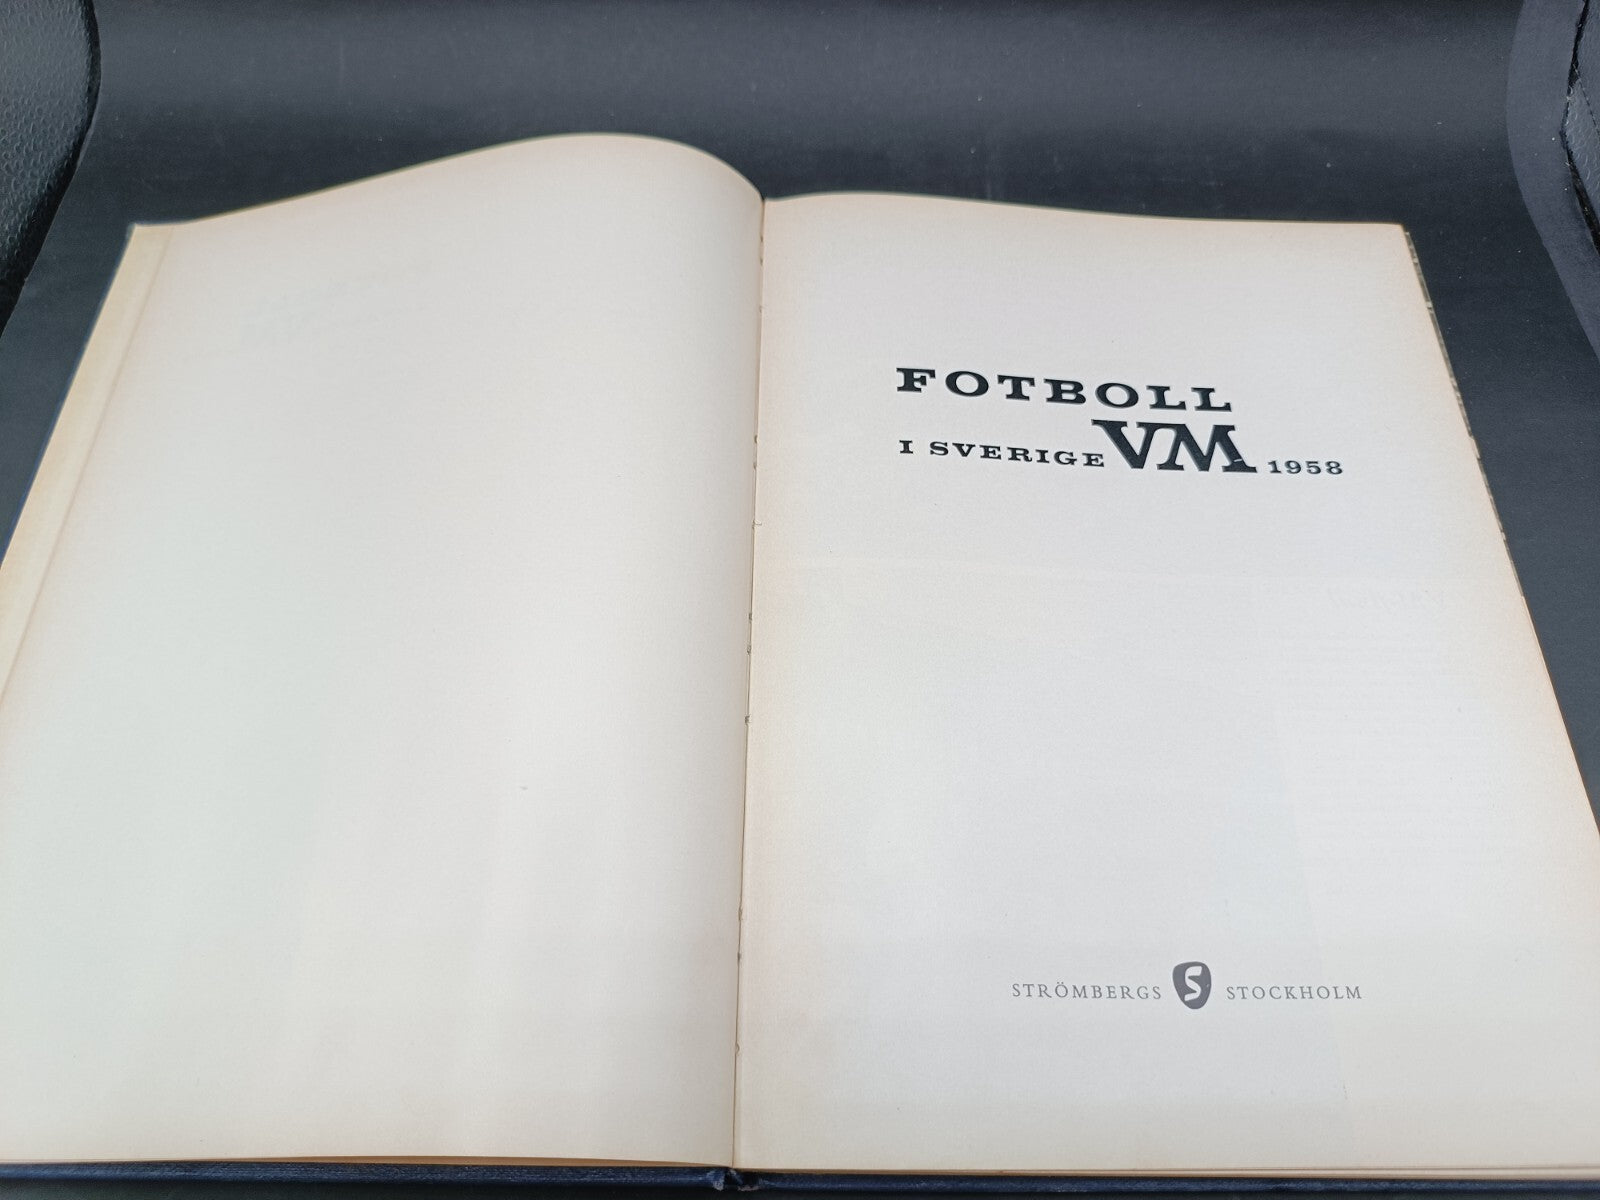 FOTBOLL
I SVERIGE VM 1958
STRÖMBERGS S STOCKHOLM